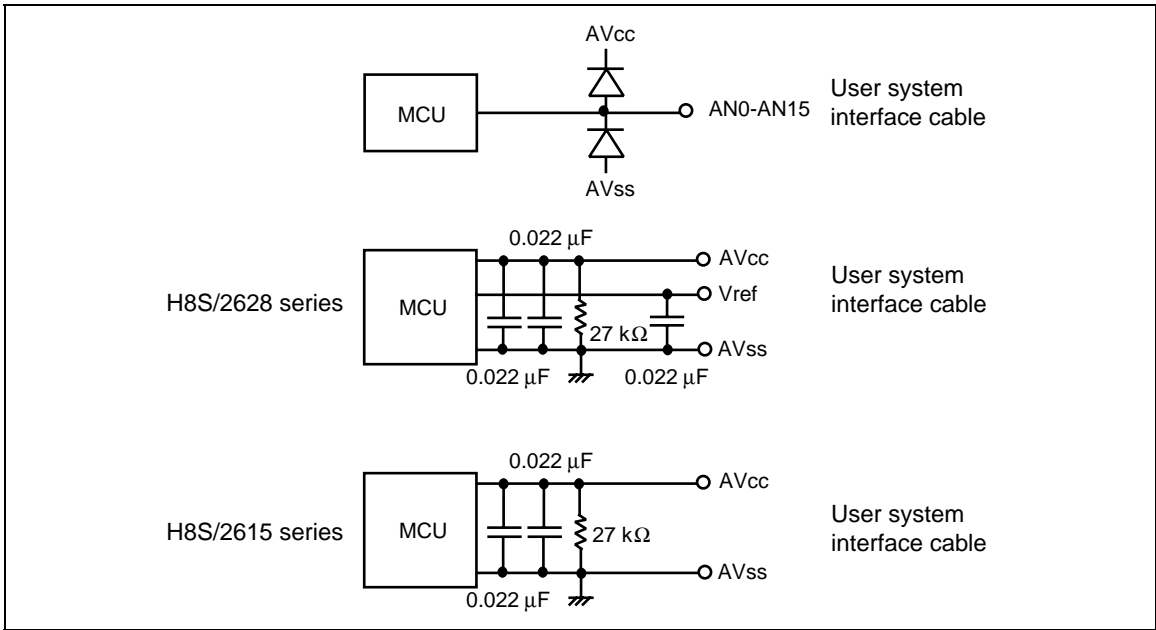 AVcc
MCU
AN0-AN15
User system
interface cable
AVss
0.022 µF
AVcc
H8S/2628 series
MCU
Vref
User system
interface cable
27 kΩ
AVss
0.022 µF
0.022 µF
0.022 µF
AVcc
H8S/2615 series
MCU
27 kΩ
User system
interface cable
AVss
0.022 µF